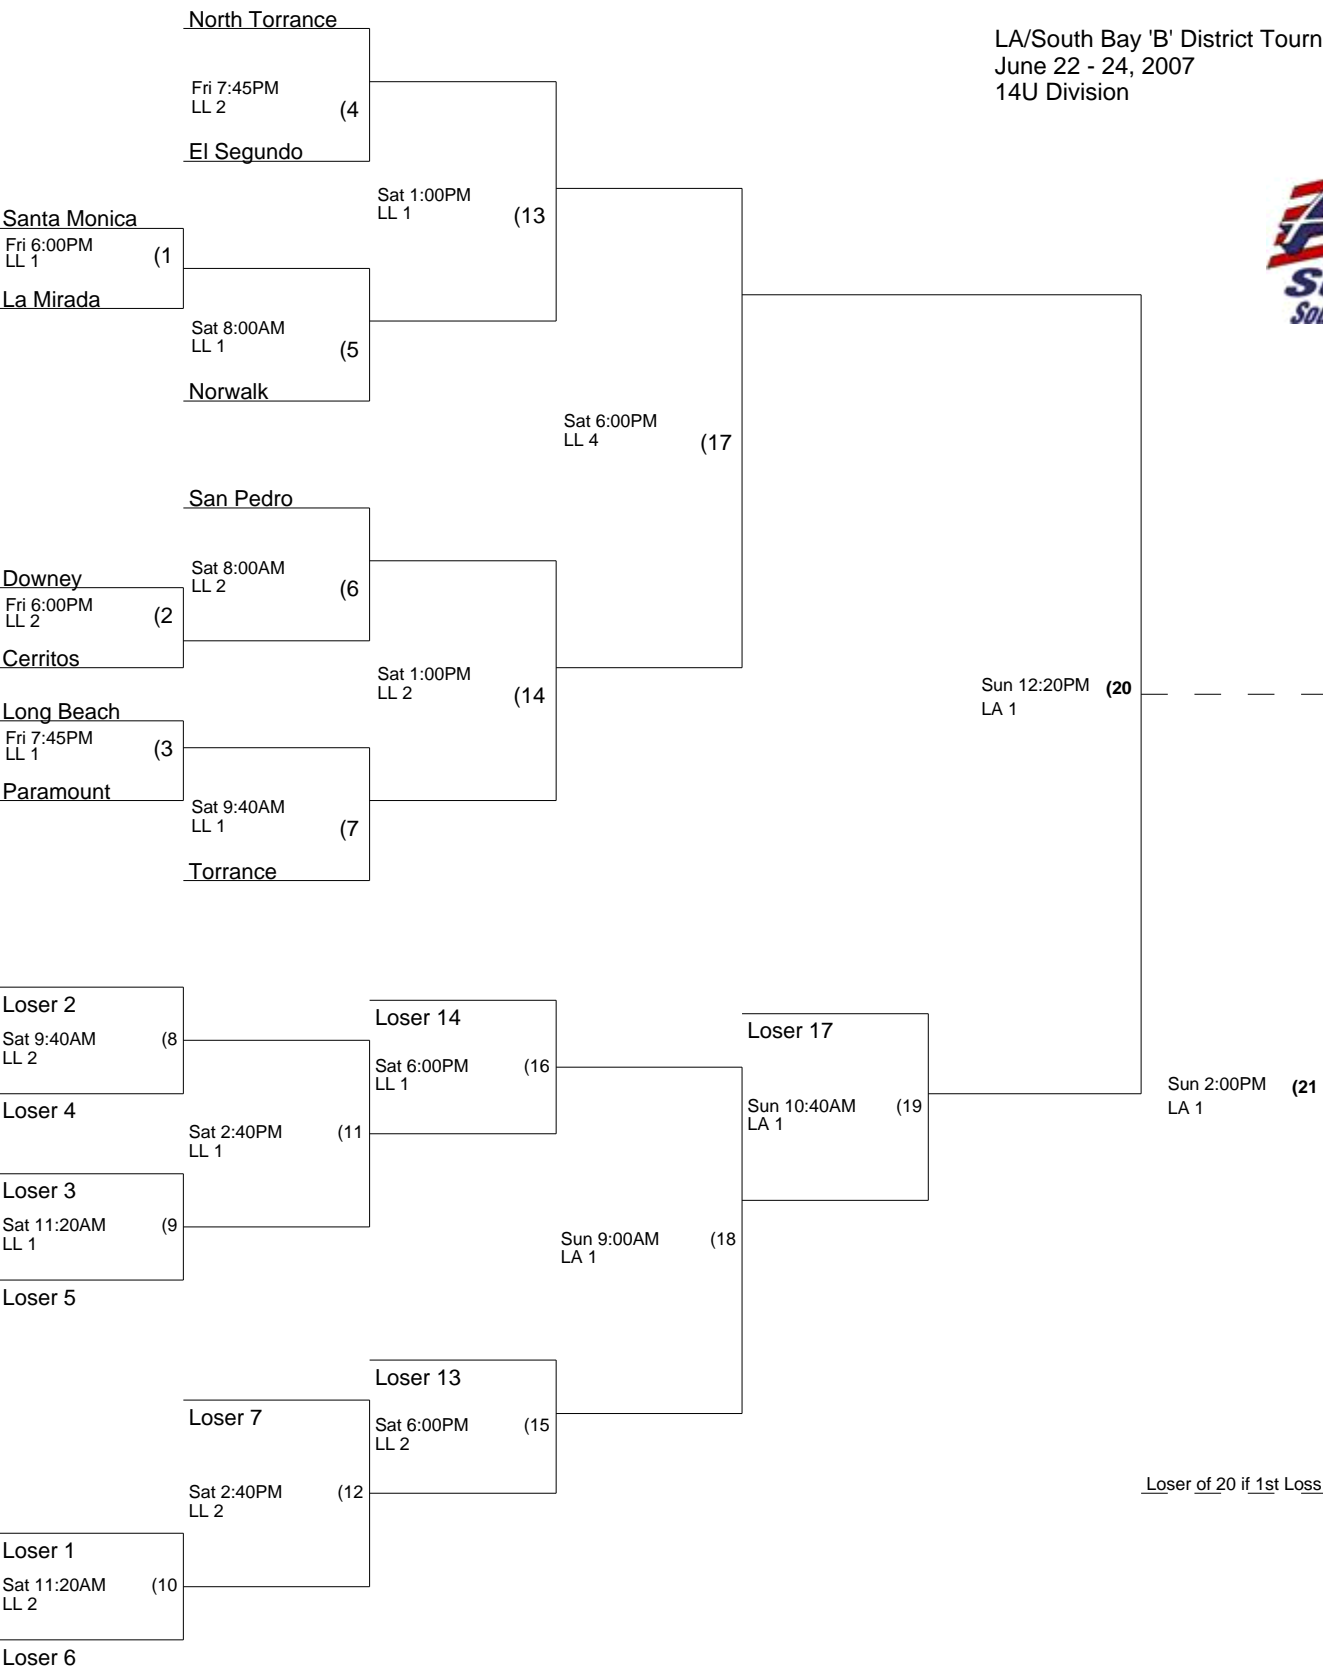 North Torrance
LA/South Bay 'B' District Tourn
June 22 - 24, 2007
14U Division
Fri 7:45PM
LL 2 (4
El Segundo
Sat 1:00PM
LL 1 (13
Santa Monica
Fri 6:00PM
LL 1 (1
La Mirada
Sat 8:00AM
LL 1 (5
Norwalk
Sat 6:00PM
LL 4 (17
San Pedro
Sat 8:00AM
LL 2 (6
Downey
Fri 6:00PM
LL 2 (2
Cerritos
Sat 1:00PM
LL 2 (14
Long Beach
Fri 7:45PM
LL 1 (3
Paramount
Sat 9:40AM
LL 1 (7
Torrance
Sun 12:20PM (20
LA 1
Loser 2
Sat 9:40AM (8
LL 2
Loser 4
Loser 14
Sat 6:00PM (16
LL 1
Loser 17
Sun 10:40AM (19
LA 1
Sun 2:00PM (21
LA 1
Sat 2:40PM (11
LL 1
Loser 3
Sat 11:20AM (9
LL 1
Loser 5
Sun 9:00AM (18
LA 1
Loser 13
Sat 6:00PM (15
LL 2
Loser 7
Sat 2:40PM (12
LL 2
Loser of 20 if 1st Loss
Loser 1
Sat 11:20AM (10
LL 2
Loser 6